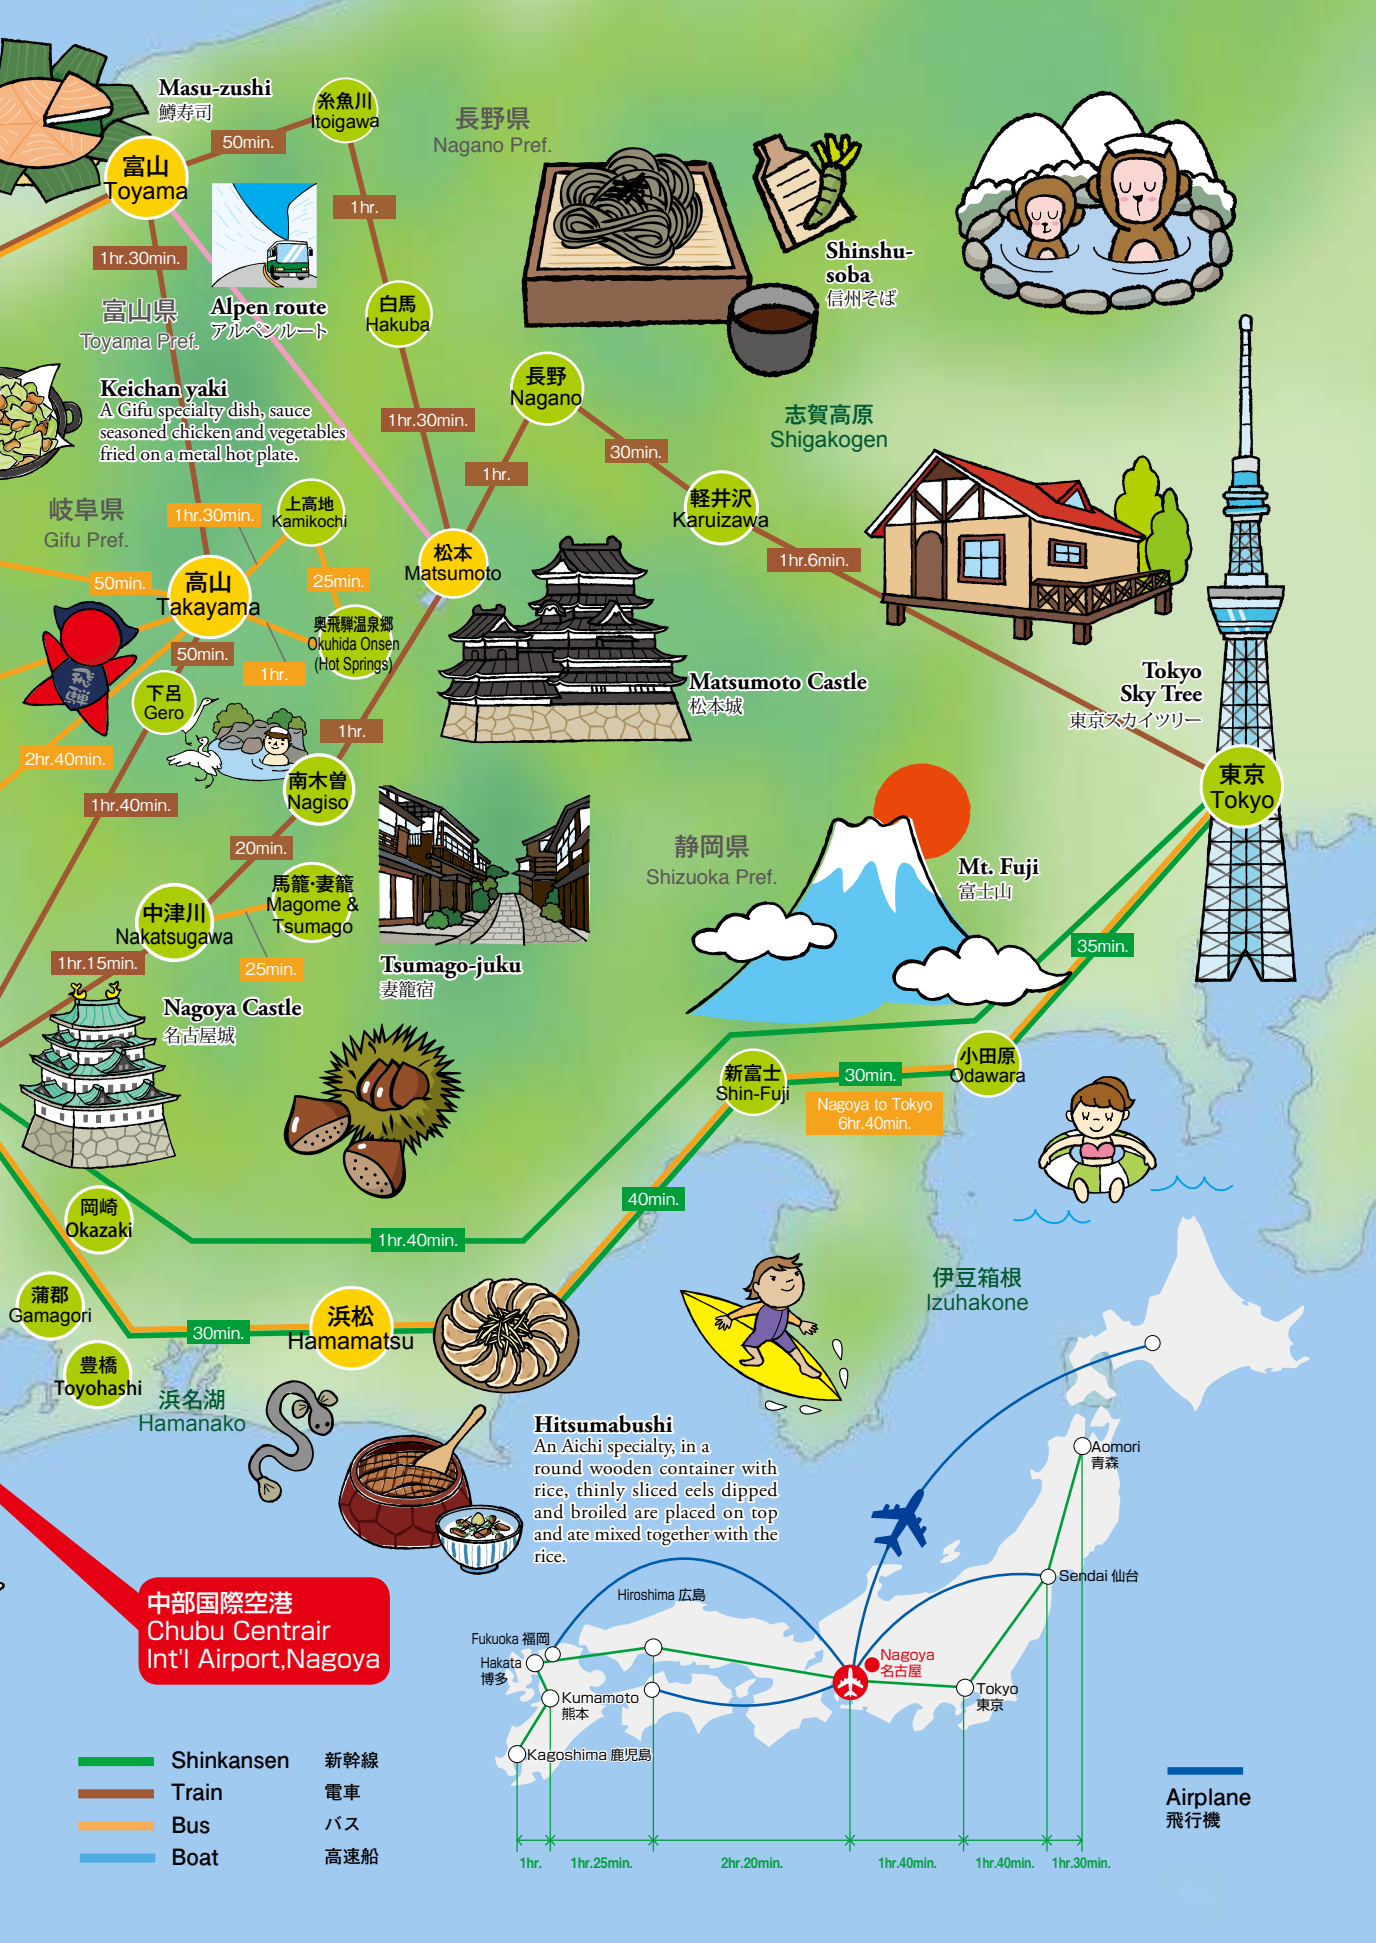 Masu-zushi
鱒寿司
富山
Toyama
50min.
糸魚川
Itoigawa
長野県
Nagano Pref.
1hr.
1hr.30min.
富山県
Toyama Pref.
Alpen route
アルペンルート
白馬
Hakuba
Shinshu-
soba
信州そば
Keichan yaki
A Gifu specialty dish, sauce
seasoned chicken and vegetables
fried on a metal hot plate.
1hr.30min.
長野
Nagano
1hr.
30min.
志賀高原
Shigakogen
軽井沢
Karuizawa
1hr.6min.
岐阜県
Gifu Pref.
1hr.30min.
上高地
Kamikochi
松本
Matsumoto
50min.
高山
Takayama
25min.
奥飛騨温泉郷
Okuhida Onsen
(Hot Springs)
50min.
1hr.
飛騨
下呂
Gero
Matsumoto Castle
松本城
Tokyo
Sky Tree
東京スカイツリー
1hr.
2hr.40min.
1hr.40min.
南木曽
Nagiso
東京
Tokyo
20min.
静岡県
Shizuoka Pref.
Mt. Fuji
富士山
馬籠・妻籠
Magome &
Tsumago
中津川
Nakatsugawa
35min.
1hr.15min.
25min.
Tsumago-juku
妻籠宿
Nagoya Castle
名古屋城
新富士
Shin-Fuji
30min.
小田原
Odawara
Nagoya to Tokyo
6hr.40min.
40min.
岡崎
Okazaki
1hr.40min.
蒲郡
Gamagori
30min.
浜松
Hamamatsu
伊豆箱根
Izuhakone
豊橋
Toyohashi
浜名湖
Hamanako
Hitsumabushi
An Aichi specialty, in a
round wooden container with
rice, thinly sliced eels dipped
and broiled are placed on top
and ate mixed together with the
rice.
中部国際空港
Chubu Centrair
Int'l Airport,Nagoya
Aomori
青森
Sendai 仙台
Hiroshima 広島
Fukuoka 福岡
Hakata
博多
Nagoya
名古屋
Kumamoto
熊本
Tokyo
東京
Kagoshima 鹿児島
Shinkansen 新幹線
Train 電車
Bus バス
Boat 高速船
Airplane
飛行機
1hr. 1hr.25min. 2hr.20min. 1hr.40min. 1hr.40min. 1hr.30min.